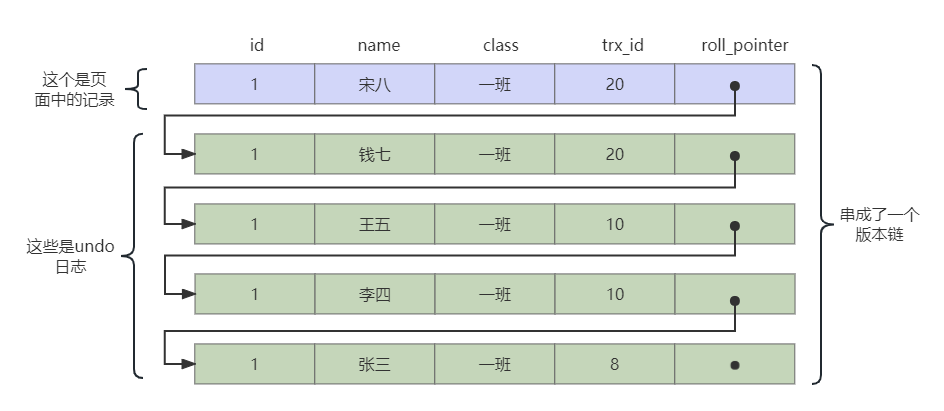 id name class trx_id roll_pointer
这个是页
面中的记录
1 宋八 一班 20
1 钱七 一班 20
1 王五 一班 10
串成了一个
版本链
这些是undo
日志
1 李四 一班 10
1 张三 一班 8